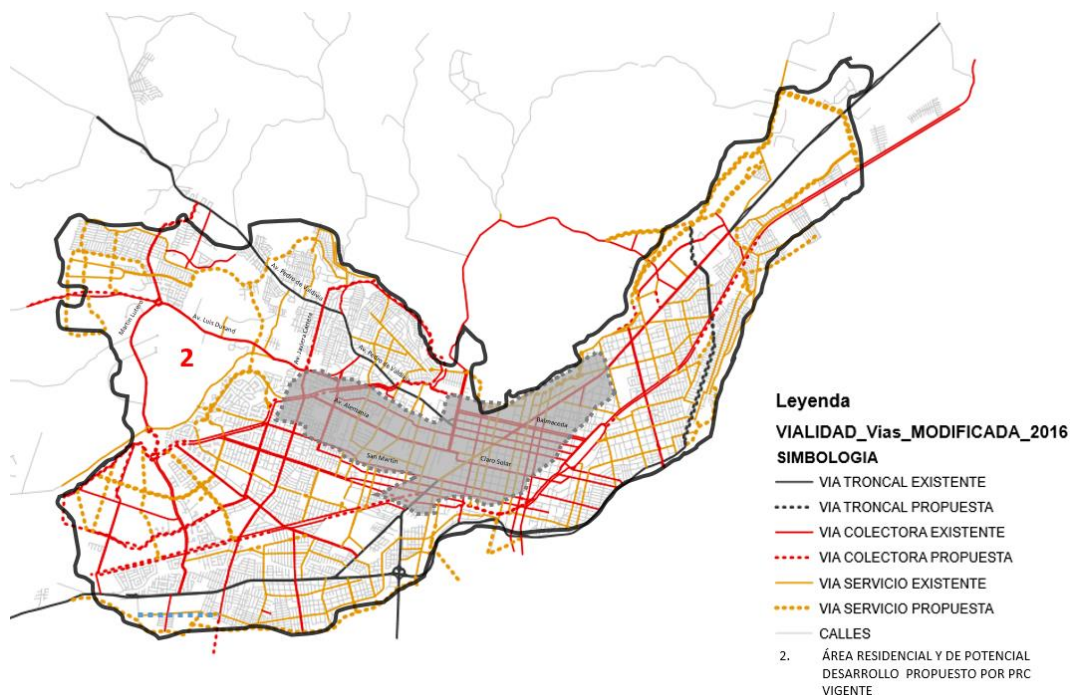 Av. Pedro de Valdivia
Martin Lutero
Av. Luis Durand
Av. Javiera Carrera
2
Av. Alemania
Balmaceda
San Martín
Claro Solar
Leyenda
VIALIDAD_Vias_MODIFICADA_2016
SIMBOLOGIA
VIA TRONCAL EXISTENTE
VIA TRONCAL PROPUESTA
VIA COLECTORA EXISTENTE
VIA COLECTORA PROPUESTA
VIA SERVICIO EXISTENTE
VIA SERVICIO PROPUESTA
CALLES
2. ÁREA RESIDENCIAL Y DE POTENCIAL
DESARROLLO PROPUESTO POR PRC
VIGENTE